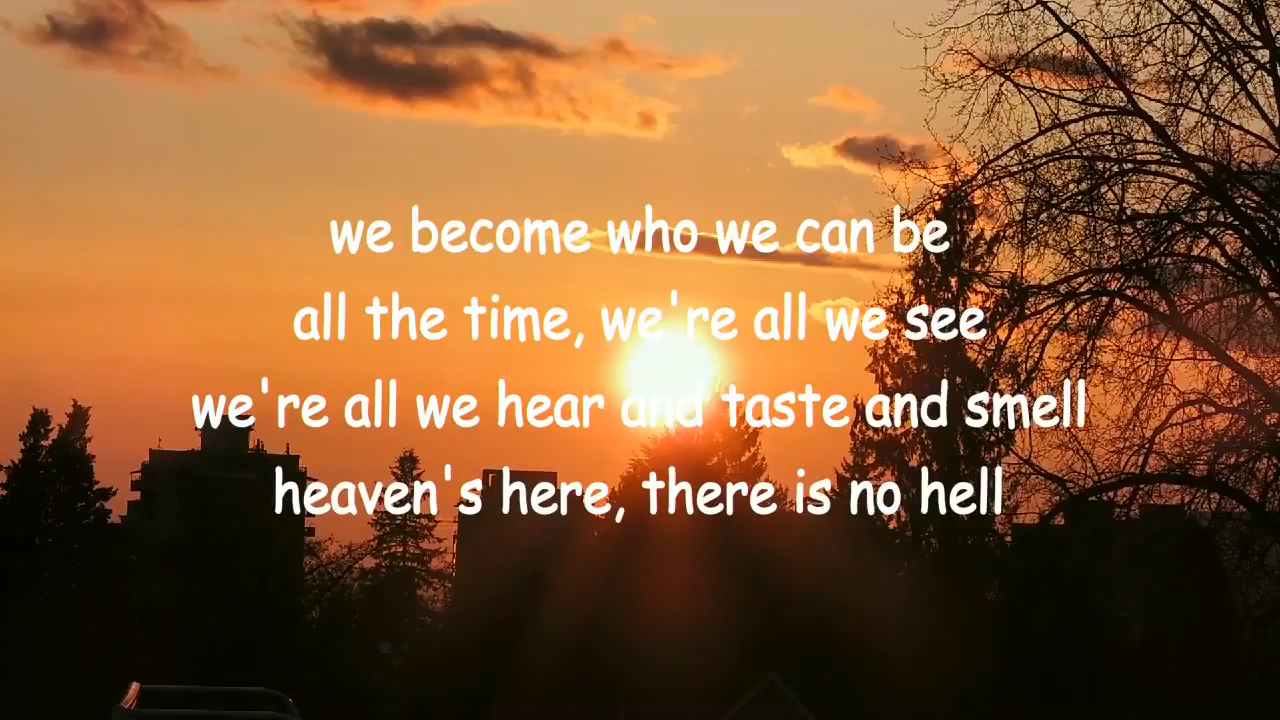 we become who we can be
all the time, we're all we see
we're all we hear and taste and smell
heaven's here, there is no hell